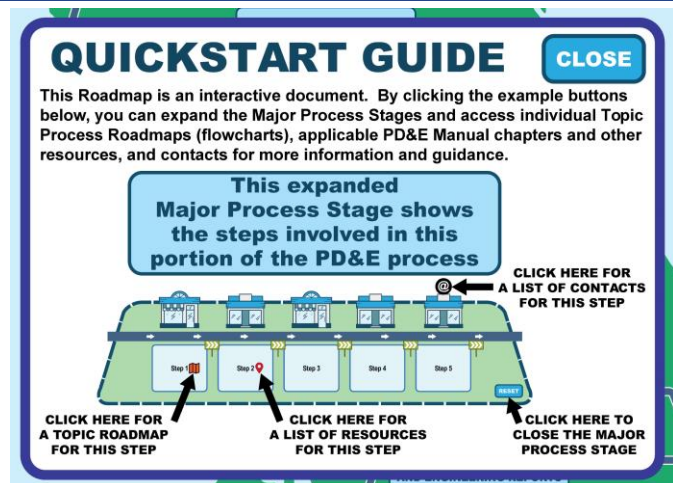 QUICKSTART GUIDE
CLOSE
This Roadmap is an interactive document. By clicking the example buttons
below, you can expand the Major Process Stages and access individual Topic
Process Roadmaps (flowcharts), applicable PD&E Manual chapters and other
resources, and contacts for more information and guidance.
This expanded
Major Process Stage shows
the steps involved in this
portion of the PD&E process
@
CLICK HERE FOR
A LIST OF CONTACTS
FOR THIS STEP
Step 1
Step 2
Step 3
Step 4
Step 5
RESET
CLICK HERE FOR
A TOPIC ROADMAP
FOR THIS STEP
CLICK HERE FOR
A LIST OF RESOURCES
FOR THIS STEP
CLICK HERE TO
CLOSE THE MAJOR
PROCESS STAGE
AND ENGINEERING REPORTS